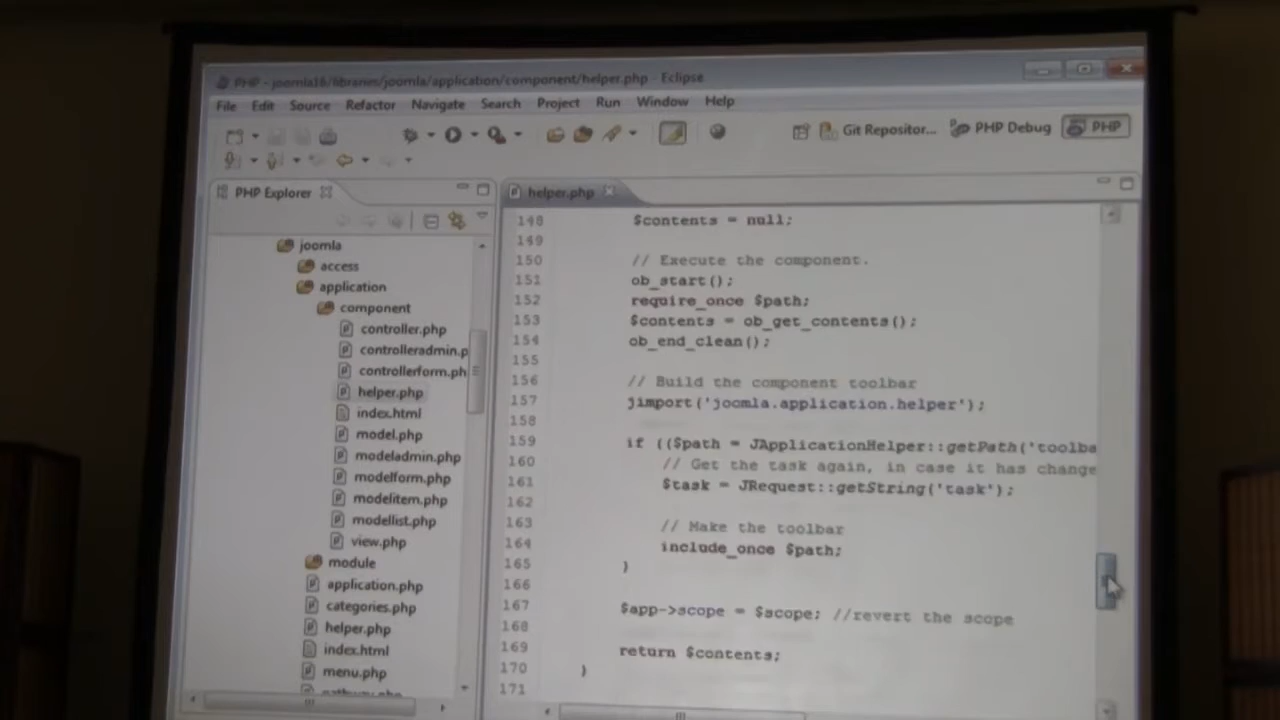 PHP - joomla16/libraries/joomla/application/component/helper.php - Eclipse
File Edit Source Refactor Navigate Search Project Run Window Help
Git Repositor... PHP Debug PHP
PHP Explorer
helper.php
joomla
access
application
component
controller.php
controlleradmin.p
controllerform.ph
helper.php
index.html
model.php
modeladmin.php
modelform.php
modelitem.php
modellist.php
view.php
module
application.php
categories.php
helper.php
index.html
menu.php
148 $contents = null;
149
150 // Execute the component.
151 ob_start();
152 require_once $path;
153 $contents = ob_get_contents();
154 ob_end_clean();
155
156 // Build the component toolbar
157 jimport('joomla.application.helper');
158
159 if (($path = JApplicationHelper::getPath('toolba
160 // Get the task again, in case it has change
161 $task = JRequest::getString('task');
162
163 // Make the toolbar
164 include_once $path;
165 }
166
167 $app->scope = $scope; //revert the scope
168
169 return $contents;
170 }
171